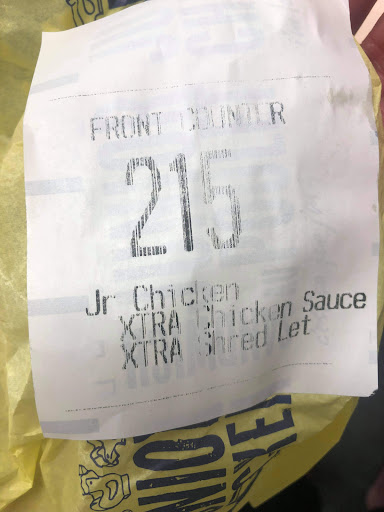 FRONT COUNTER
215
Jr Chicken
XTRA Chicken Sauce
XTRA Shred Let